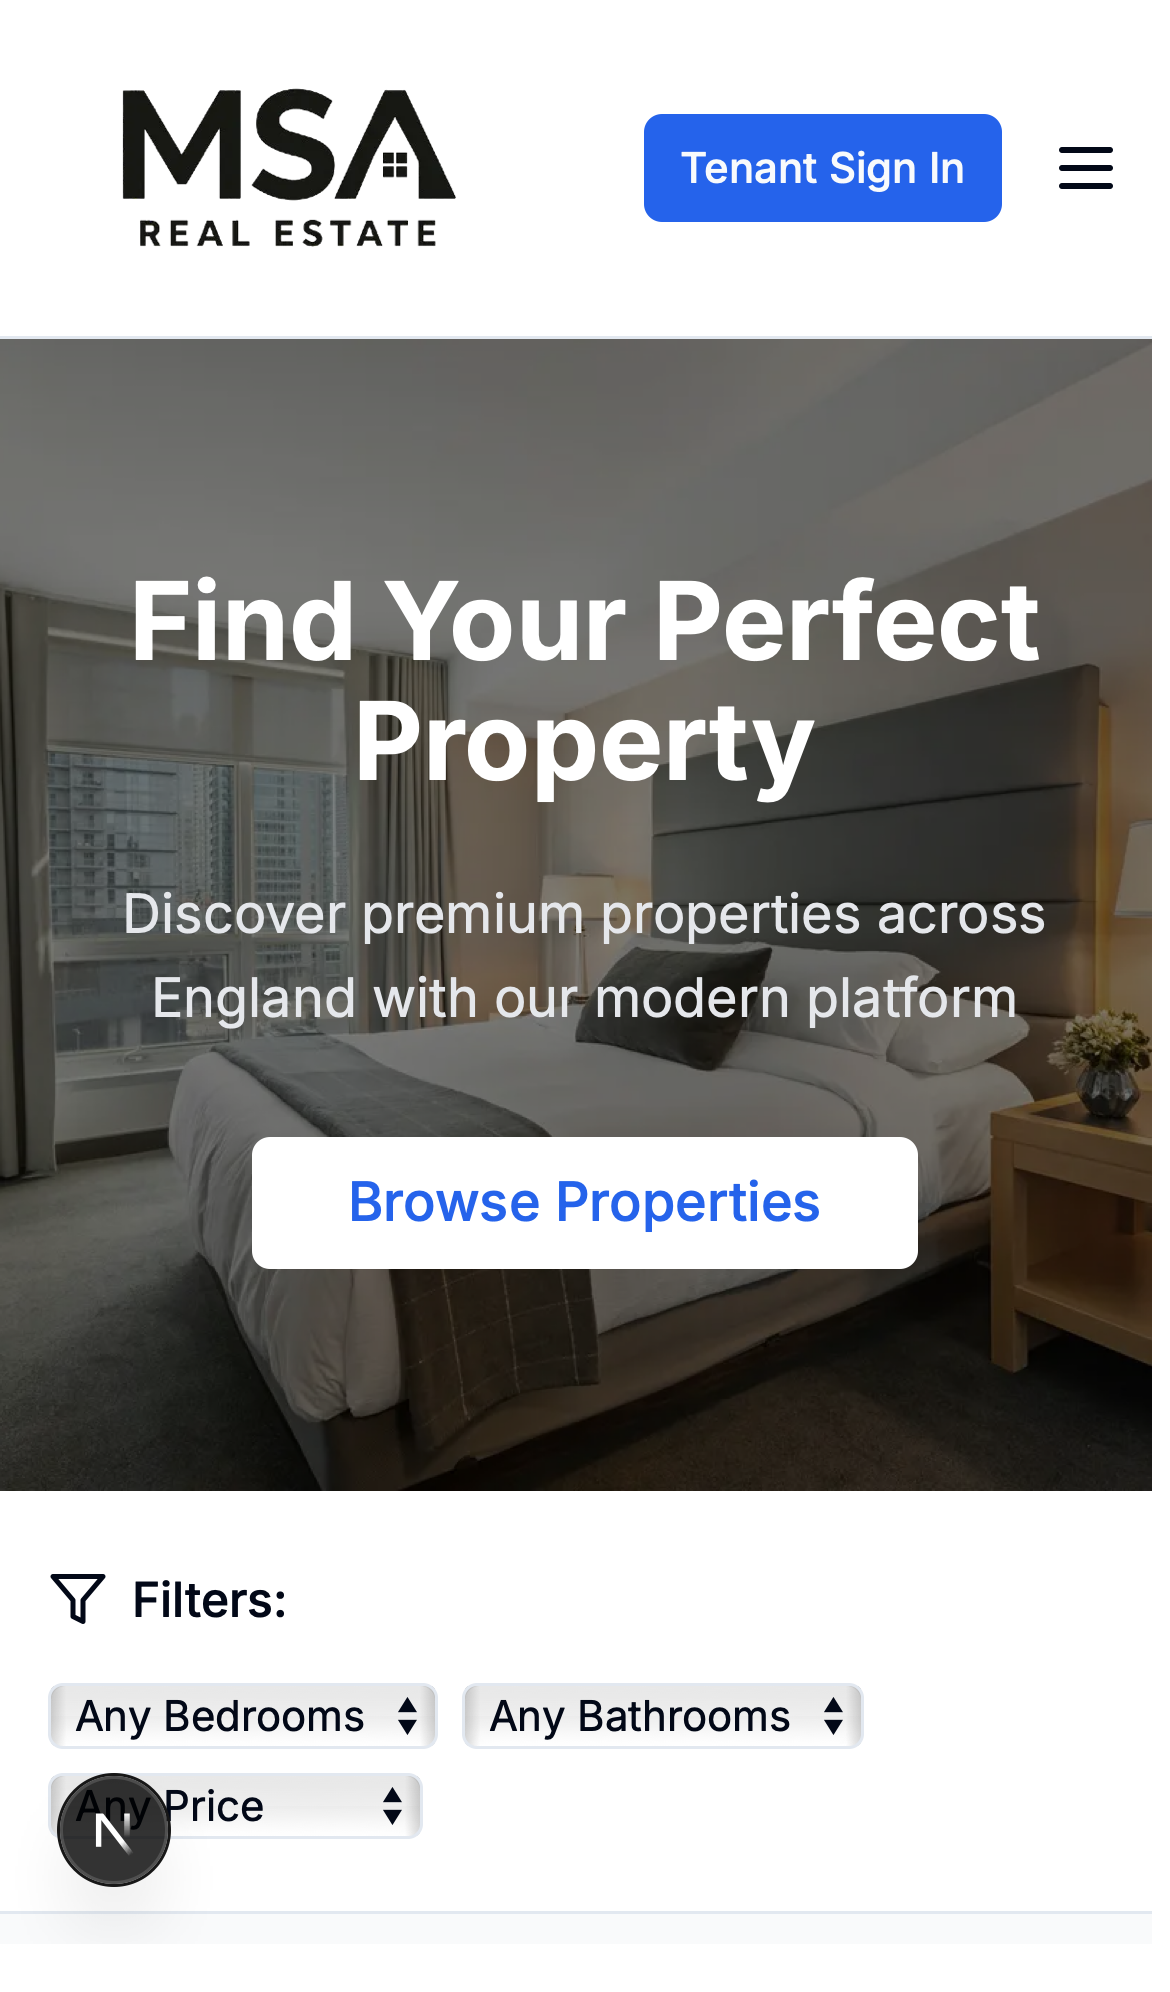 MSA
REAL ESTATE
Tenant Sign In
Find Your Perfect
Property
Discover premium properties across
England with our modern platform
Browse Properties
Filters:
Any Bedrooms
Any Bathrooms
Any Price
N